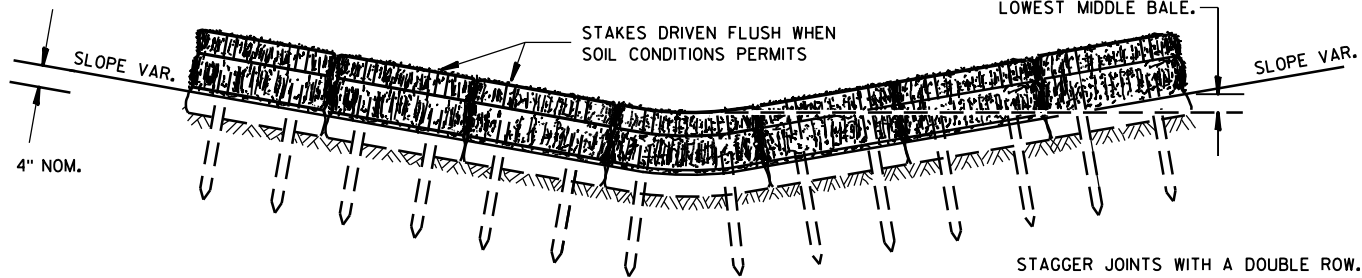 LOWEST MIDDLE BALE.
STAKES DRIVEN FLUSH WHEN
SOIL CONDITIONS PERMITS
SLOPE VAR.
SLOPE VAR.
4" NOM.
STAGGER JOINTS WITH A DOUBLE ROW.